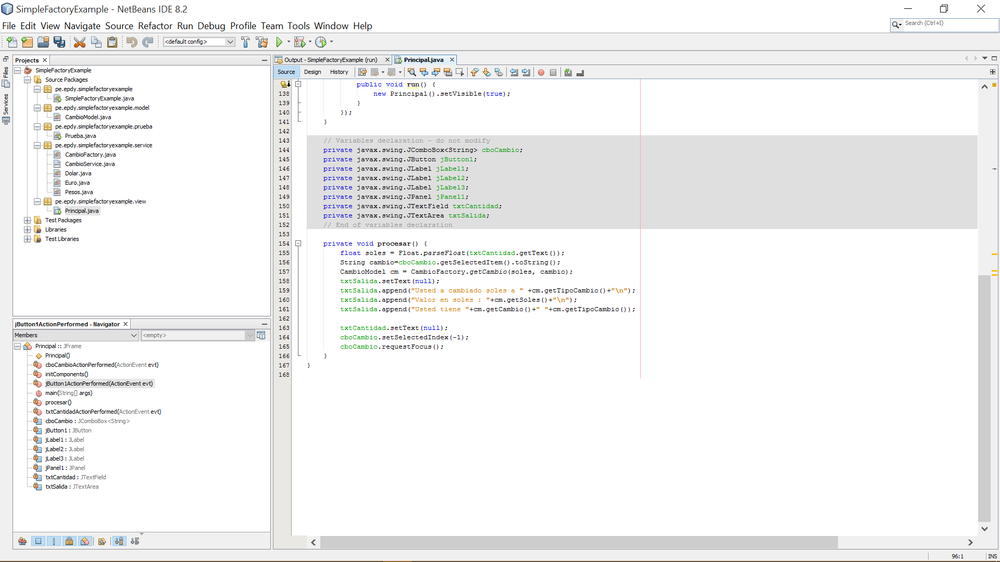 SimpleFactoryExample - NetBeans IDE 8.2
File Edit View Navigate Source Refactor Run Debug Profile Team Tools Window Help
Search (Ctrl+I)
<default config>
Files
Services
Projects
SimpleFactoryExample
Source Packages
pe.epdy.simplefactoryexample
SimpleFactoryExample.java
pe.epdy.simplefactoryexample.model
CambioModel.java
pe.epdy.simplefactoryexample.prueba
Prueba.java
pe.epdy.simplefactoryexample.service
CambioFactory.java
CambioService.java
Dolar.java
Euro.java
Pesos.java
pe.epdy.simplefactoryexample.view
Principal.java
Test Packages
Libraries
Test Libraries
jButton1ActionPerformed - Navigator
Members <empty>
Principal :: JFrame
Principal()
cboCambioActionPerformed(ActionEvent evt)
initComponents()
jButton1ActionPerformed(ActionEvent evt)
main(String[] args)
procesar()
txtCantidadActionPerformed(ActionEvent evt)
cboCambio : JComboBox<String>
jButton1 : JButton
jLabel1 : JLabel
jLabel2 : JLabel
jLabel3 : JLabel
jPanel1 : JPanel
txtCantidad : JTextField
txtSalida : JTextArea
Output - SimpleFactoryExample (run) Principal.java
Source Design History
public void run() {
138 new Principal().setVisible(true);
139 }
140 });
141 }
142
143 // Variables declaration - do not modify
144 private javax.swing.JComboBox<String> cboCambio;
145 private javax.swing.JButton jButton1;
146 private javax.swing.JLabel jLabel1;
147 private javax.swing.JLabel jLabel2;
148 private javax.swing.JLabel jLabel3;
149 private javax.swing.JPanel jPanel1;
150 private javax.swing.JTextField txtCantidad;
151 private javax.swing.JTextArea txtSalida;
152 // End of variables declaration
153
154 private void procesar() {
155 float soles = Float.parseFloat(txtCantidad.getText());
156 String cambio=cboCambio.getSelectedItem().toString();
157 CambioModel cm = CambioFactory.getCambio(soles, cambio);
158 txtSalida.setText(null);
159 txtSalida.append("Usted a cambiado soles a " +cm.getTipoCambio()+"\n");
160 txtSalida.append("Valor en soles : "+cm.getSoles()+"\n");
161 txtSalida.append("Usted tiene "+cm.getCambio()+" "+cm.getTipoCambio());
162
163 txtCantidad.setText(null);
164 cboCambio.setSelectedIndex(-1);
165 cboCambio.requestFocus();
166 }
167 }
168
96:1 INS